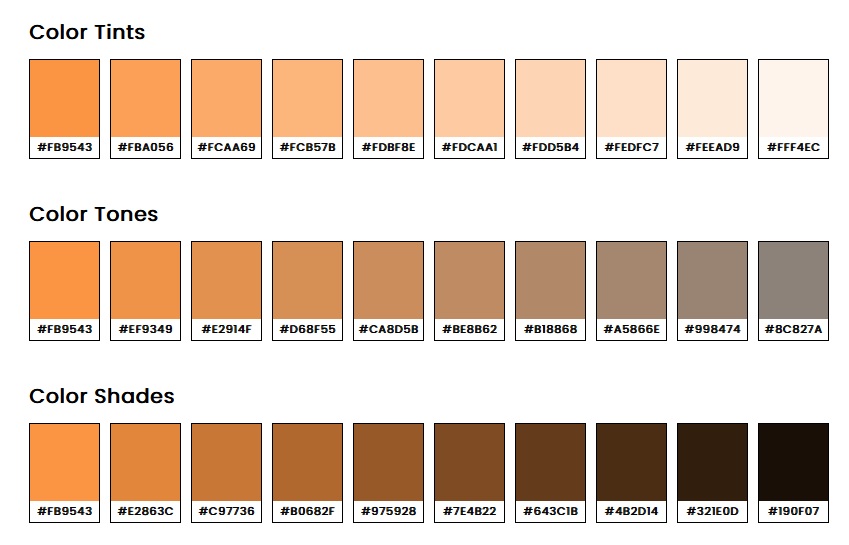 Color Tints
#FB9543 #FBA056 #FCAA69 #FCB57B #FDBF8E #FDCAA1 #FDD5B4 #FEDFC7 #FEEAD9 #FFF4EC
Color Tones
#FB9543 #EF9349 #E2914F #D68F55 #CA8D5B #BE8B62 #B18868 #A5866E #998474 #8C827A
Color Shades
#FB9543 #E2863C #C97736 #B0682F #975928 #7E4B22 #643C1B #4B2D14 #321E0D #190F07